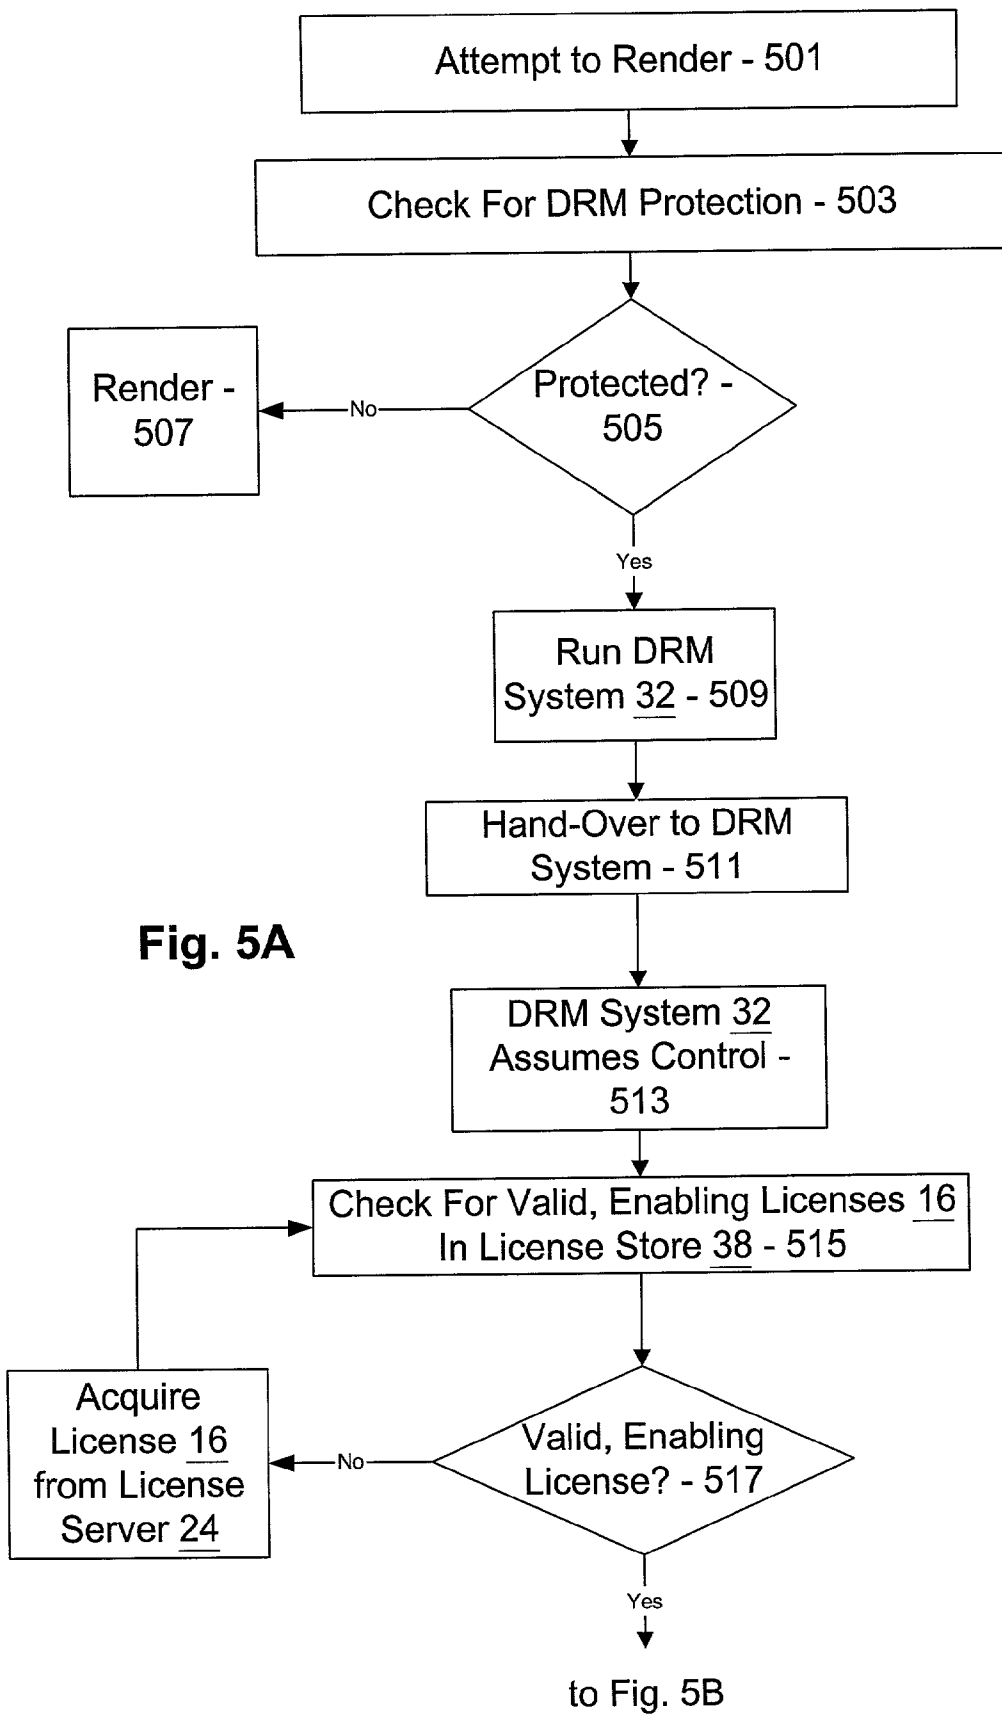 Attempt to Render - 501
Check For DRM Protection - 503
Protected? -
505
Render -
507
No
Yes
Run DRM
System 32 - 509
Hand-Over to DRM
System - 511
Fig. 5A
DRM System 32
Assumes Control -
513
Check For Valid, Enabling Licenses 16
In License Store 38 - 515
Valid, Enabling
License? - 517
No
Acquire
License 16
from License
Server 24
Yes
to Fig. 5B